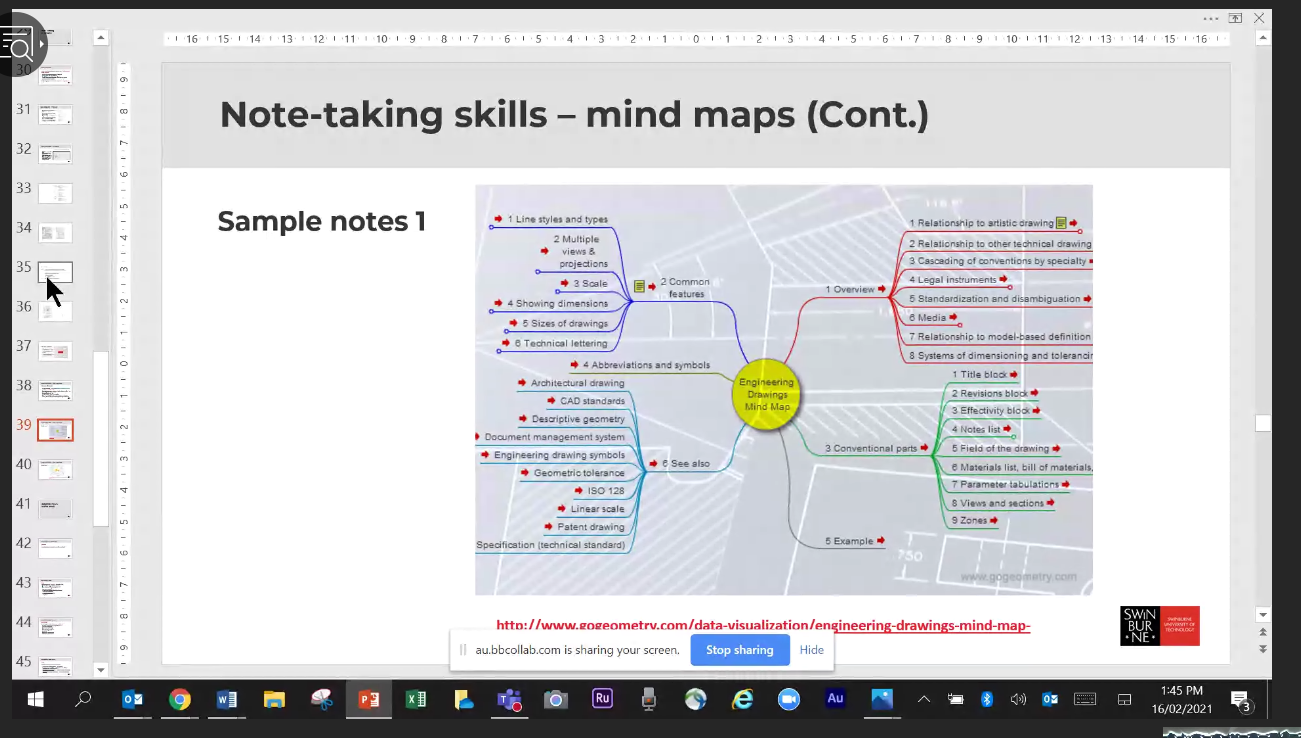 16 15 14 13 12 11 10 9 8 7 6 5 4 3 2 1 0 1 2 3 4 5 6 7 8 9 10 11 12 13 14 15 16
30
31
32
33
34
35
36
37
38
39
40
41
42
43
44
45
Note-taking skills – mind maps (Cont.)
Sample notes 1
1 Line styles and types
2 Multiple
views &
projections
3 Scale
4 Showing dimensions
5 Sizes of drawings
6 Technical lettering
2 Common
features
4 Abbreviations and symbols
Architectural drawing
CAD standards
Descriptive geometry
Document management system
Engineering drawing symbols
Geometric tolerance
ISO 128
Linear scale
Patent drawing
Specification (technical standard)
6 See also
Engineering
Drawings
Mind Map
1 Overview
1 Relationship to artistic drawing
2 Relationship to other technical drawing
3 Cascading of conventions by specialty
4 Legal instruments
5 Standardization and disambiguation
6 Media
7 Relationship to model-based definition
8 Systems of dimensioning and toleranci
3 Conventional parts
1 Title block
2 Revisions block
3 Effectivity block
4 Notes list
5 Field of the drawing
6 Materials list, bill of materials,
7 Parameter tabulations
8 Views and sections
9 Zones
5 Example
750
www.gogeometry.com
http://www.gogeometry.com/data-visualization/engineering-drawings-mind-map-
SWIN
BUR
NE
SWINBURNE
UNIVERSITY OF
TECHNOLOGY
au.bbcollab.com is sharing your screen.
Stop sharing
Hide
Ru
Au
1:45 PM
16/02/2021
3